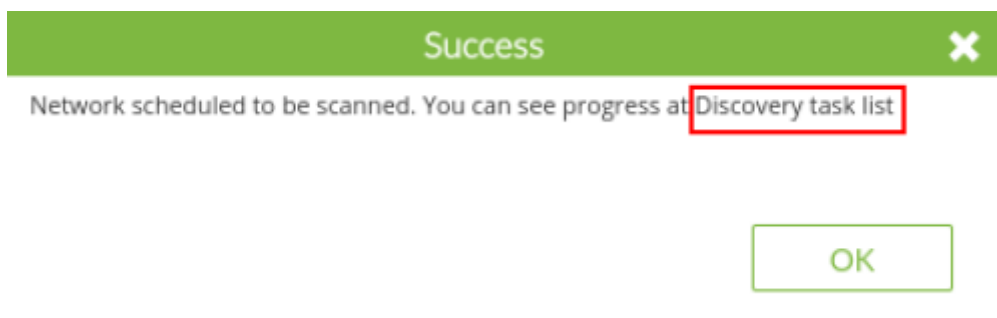 Success
Network scheduled to be scanned. You can see progress at Discovery task list
OK